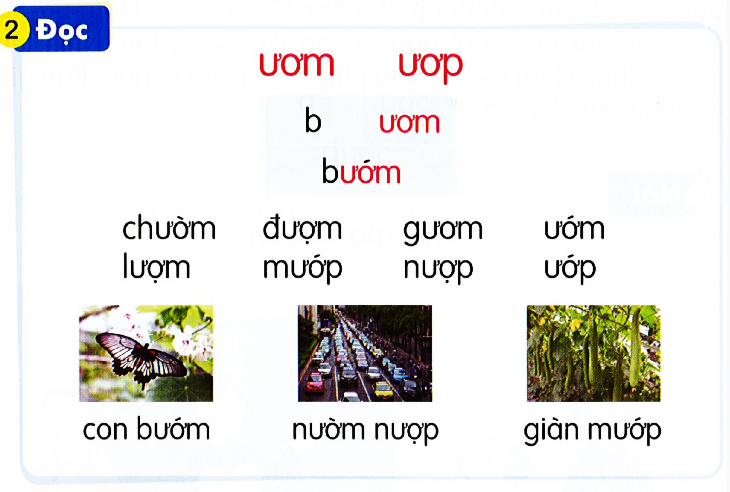 2 Đọc
ươm ươp
b ươm
bướm
chườm đượm gươm ướm
lượm mướp nượp ướp
con bướm nườm nượp giàn mướp